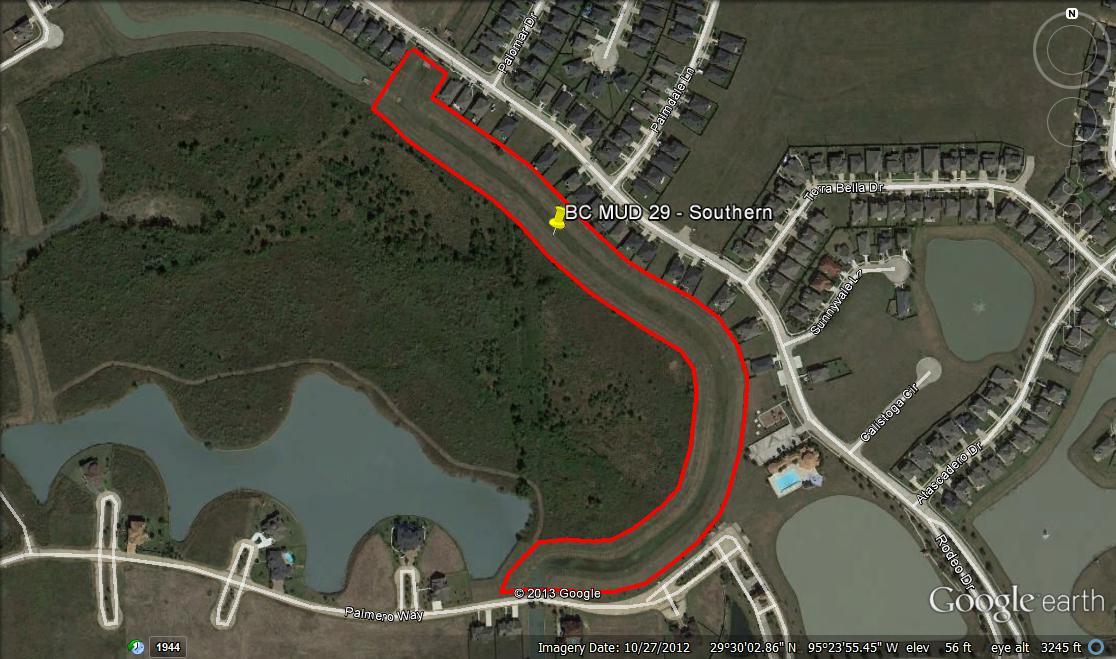 N
Palomar Dr
Palmdale Ln
Terra Bella Dr
BC MUD 29 - Southern
Sunnyvale Ln
Calistoga Cir
Atascadero Dr
Rodeo Dr
© 2013 Google
Palmero Way
Google earth
1944
Imagery Date: 10/27/2012 29°30'02.86" N 95°23'55.45" W elev 56 ft eye alt 3245 ft